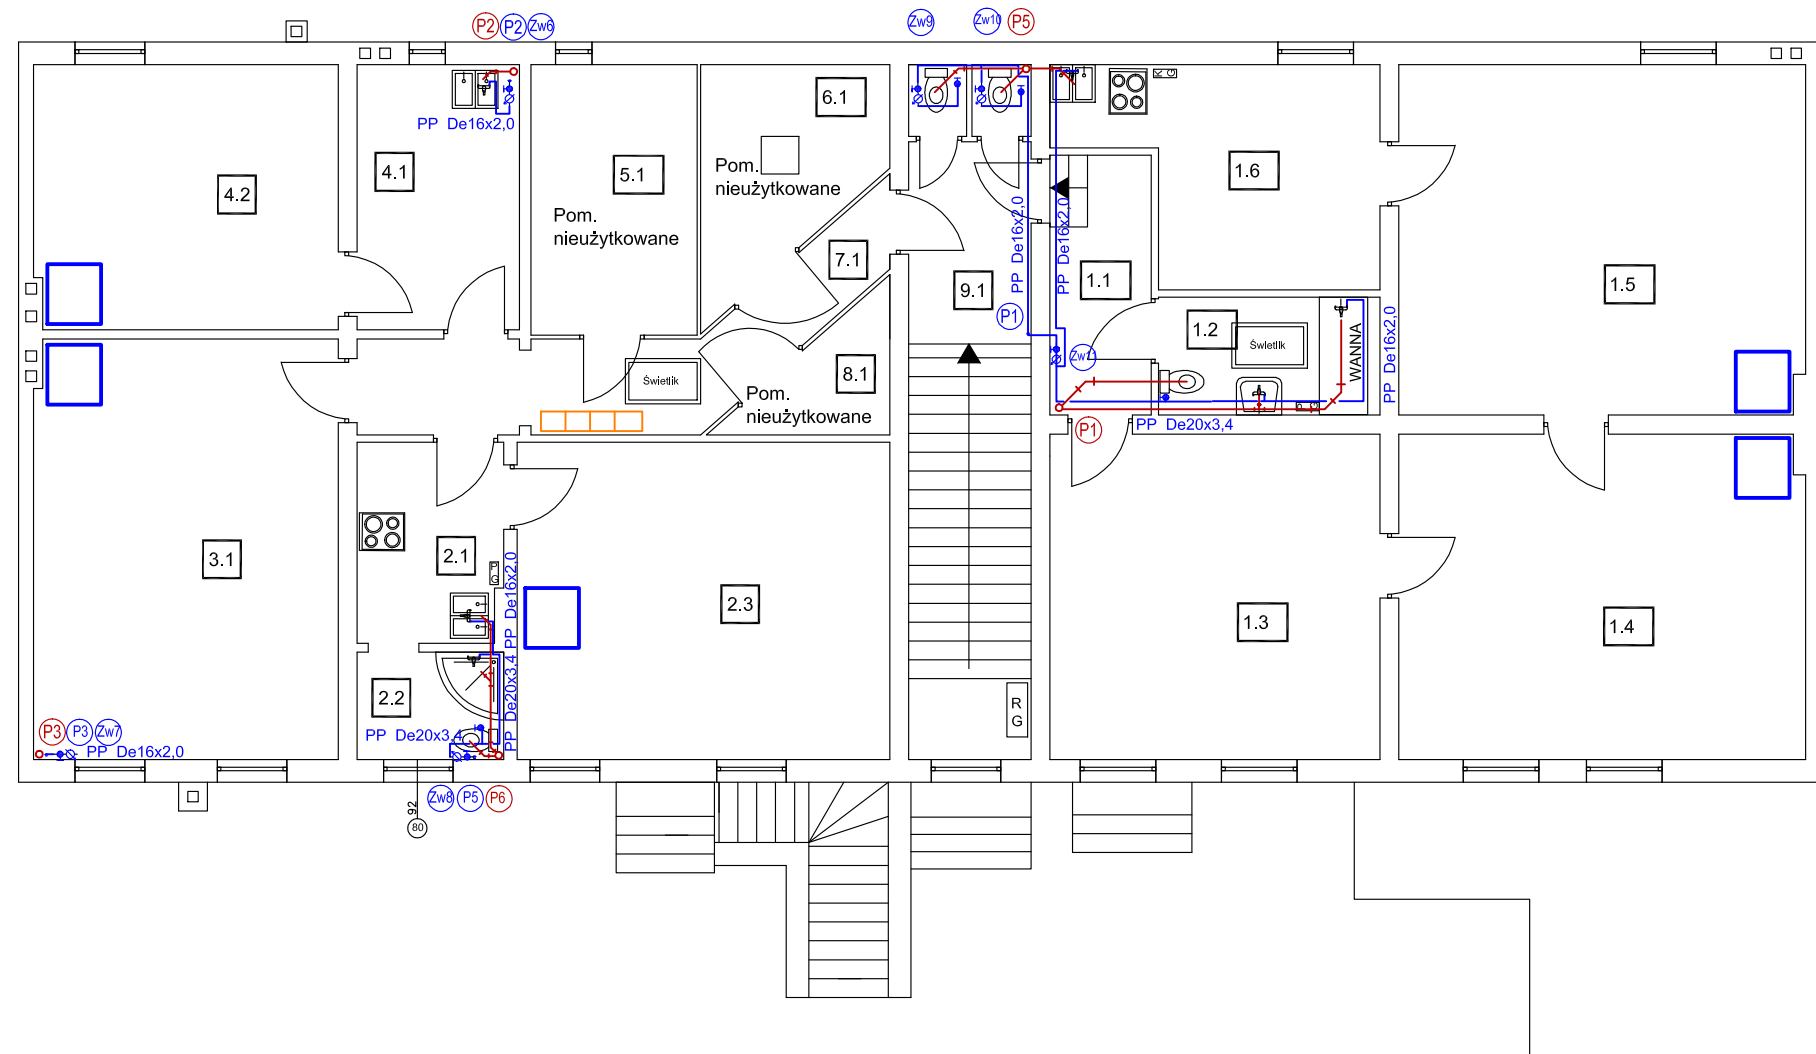 P2 P2 Zw6
Zw9
Zw10 P5
PP De16x2,0
4.2
4.1
5.1
Pom.
nieużytkowane
6.1
Pom.
nieużytkowane
7.1
8.1
Pom.
nieużytkowane
Świetlik
9.1
PP De16x2,0
P1
PP De16x2,0
1.1
Zw11
K G
1.6
1.5
1.2
Świetlik
WANNA
PP De16x2,0
P G
P1
PP De20x3,4
3.1
2.1
P
G
PP De16x2,0
2.3
1.3
1.4
2.2
PP De20x3,4
PP De20x3,4
R
G
P3 P3 Zw7
PP De16x2,0
Zw8 P5 P6
92
80